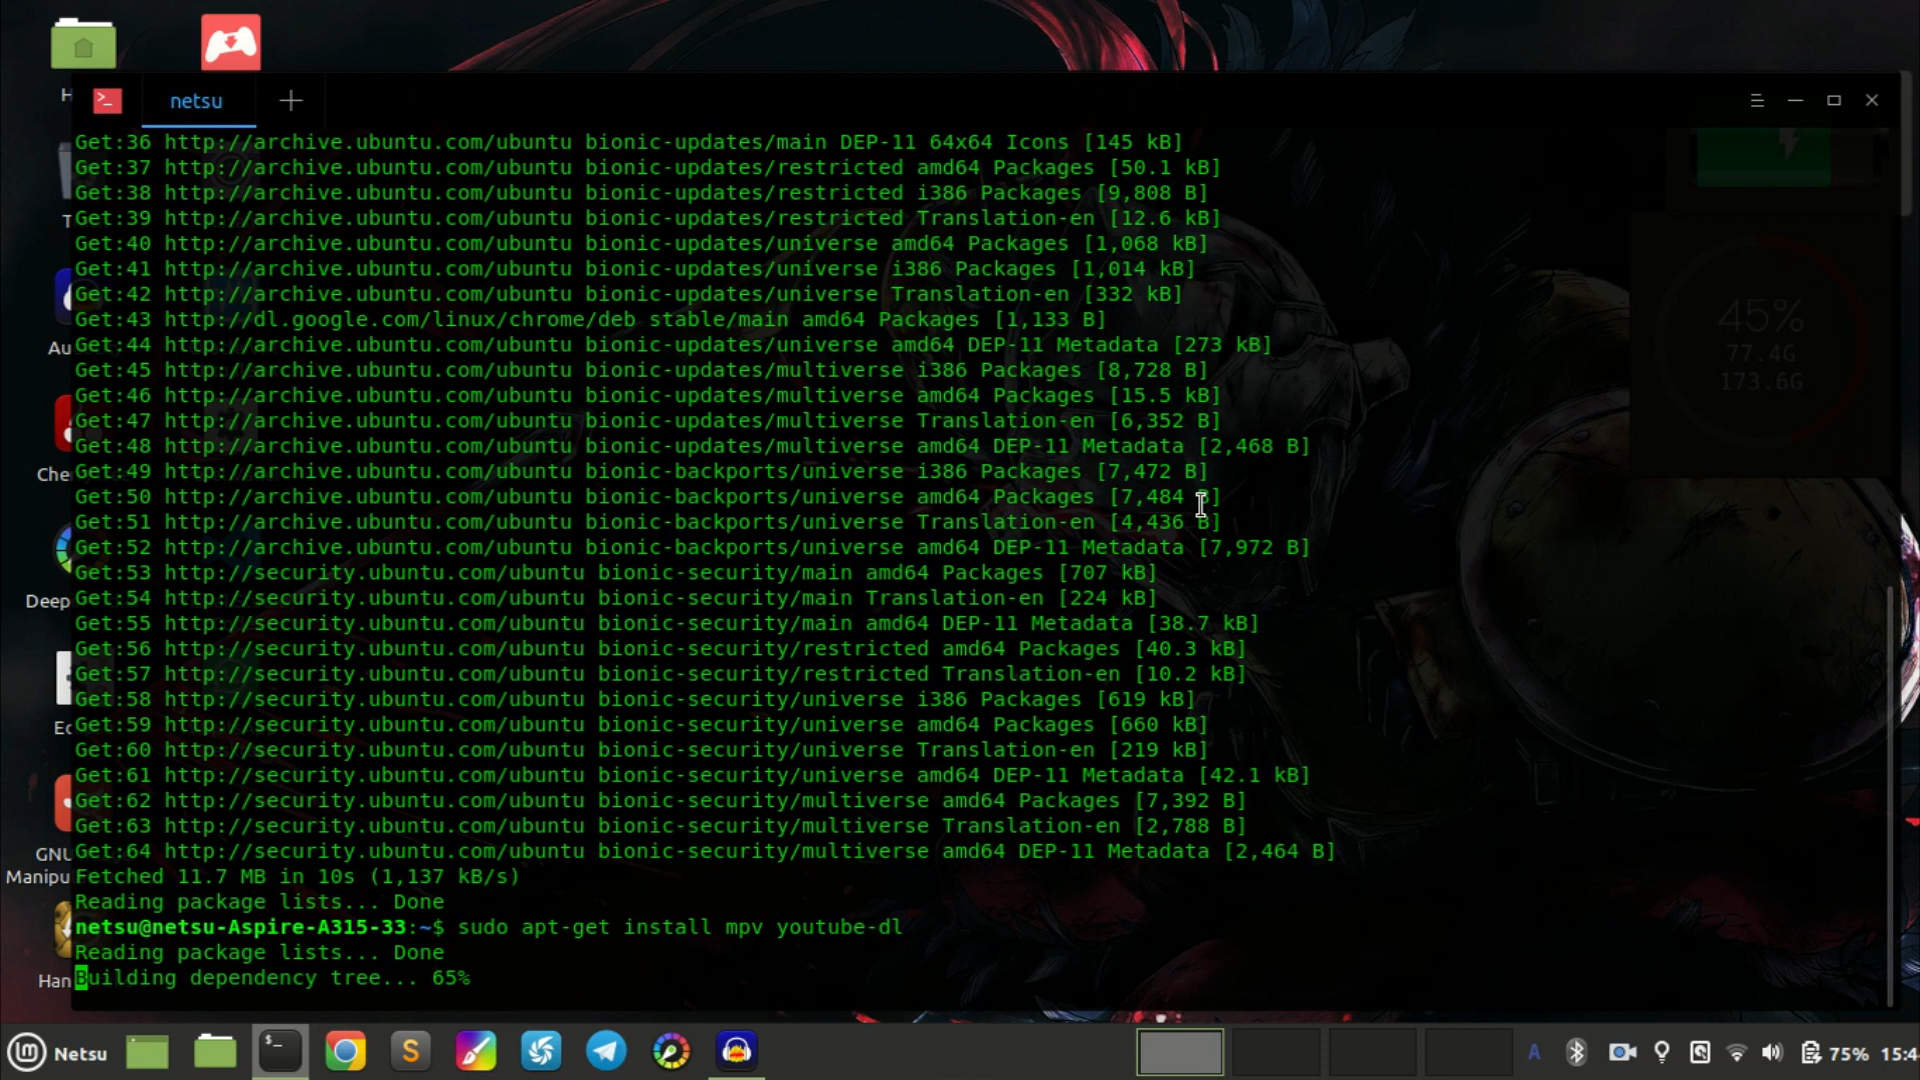 H
netsu
Get:36 http://archive.ubuntu.com/ubuntu bionic-updates/main DEP-11 64x64 Icons [145 kB]
Get:37 http://archive.ubuntu.com/ubuntu bionic-updates/restricted amd64 Packages [50.1 kB]
Get:38 http://archive.ubuntu.com/ubuntu bionic-updates/restricted i386 Packages [9,808 B]
Get:39 http://archive.ubuntu.com/ubuntu bionic-updates/restricted Translation-en [12.6 kB]
T
Get:40 http://archive.ubuntu.com/ubuntu bionic-updates/universe amd64 Packages [1,068 kB]
Get:41 http://archive.ubuntu.com/ubuntu bionic-updates/universe i386 Packages [1,014 kB]
Get:42 http://archive.ubuntu.com/ubuntu bionic-updates/universe Translation-en [332 kB]
Get:43 http://dl.google.com/linux/chrome/deb stable/main amd64 Packages [1,133 B]
45%
77.4G
173.6G
Au
Get:44 http://archive.ubuntu.com/ubuntu bionic-updates/universe amd64 DEP-11 Metadata [273 kB]
Get:45 http://archive.ubuntu.com/ubuntu bionic-updates/multiverse i386 Packages [8,728 B]
Get:46 http://archive.ubuntu.com/ubuntu bionic-updates/multiverse amd64 Packages [15.5 kB]
Get:47 http://archive.ubuntu.com/ubuntu bionic-updates/multiverse Translation-en [6,352 B]
Get:48 http://archive.ubuntu.com/ubuntu bionic-updates/multiverse amd64 DEP-11 Metadata [2,468 B]
Che
Get:49 http://archive.ubuntu.com/ubuntu bionic-backports/universe i386 Packages [7,472 B]
Get:50 http://archive.ubuntu.com/ubuntu bionic-backports/universe amd64 Packages [7,484 B]
Get:51 http://archive.ubuntu.com/ubuntu bionic-backports/universe Translation-en [4,436 B]
Get:52 http://archive.ubuntu.com/ubuntu bionic-backports/universe amd64 DEP-11 Metadata [7,972 B]
Get:53 http://security.ubuntu.com/ubuntu bionic-security/main amd64 Packages [707 kB]
Deep
Get:54 http://security.ubuntu.com/ubuntu bionic-security/main Translation-en [224 kB]
Get:55 http://security.ubuntu.com/ubuntu bionic-security/main amd64 DEP-11 Metadata [38.7 kB]
Get:56 http://security.ubuntu.com/ubuntu bionic-security/restricted amd64 Packages [40.3 kB]
Get:57 http://security.ubuntu.com/ubuntu bionic-security/restricted Translation-en [10.2 kB]
Get:58 http://security.ubuntu.com/ubuntu bionic-security/universe i386 Packages [619 kB]
Get:59 http://security.ubuntu.com/ubuntu bionic-security/universe amd64 Packages [660 kB]
Get:60 http://security.ubuntu.com/ubuntu bionic-security/universe Translation-en [219 kB]
Get:61 http://security.ubuntu.com/ubuntu bionic-security/universe amd64 DEP-11 Metadata [42.1 kB]
Get:62 http://security.ubuntu.com/ubuntu bionic-security/multiverse amd64 Packages [7,392 B]
Get:63 http://security.ubuntu.com/ubuntu bionic-security/multiverse Translation-en [2,788 B]
GNU
Manipu
Get:64 http://security.ubuntu.com/ubuntu bionic-security/multiverse amd64 DEP-11 Metadata [2,464 B]
Fetched 11.7 MB in 10s (1,137 kB/s)
Reading package lists... Done
netsu@netsu-Aspire-A315-33:~$ sudo apt-get install mpv youtube-dl
Reading package lists... Done
Han
Building dependency tree... 65%
Netsu
75%
15:4